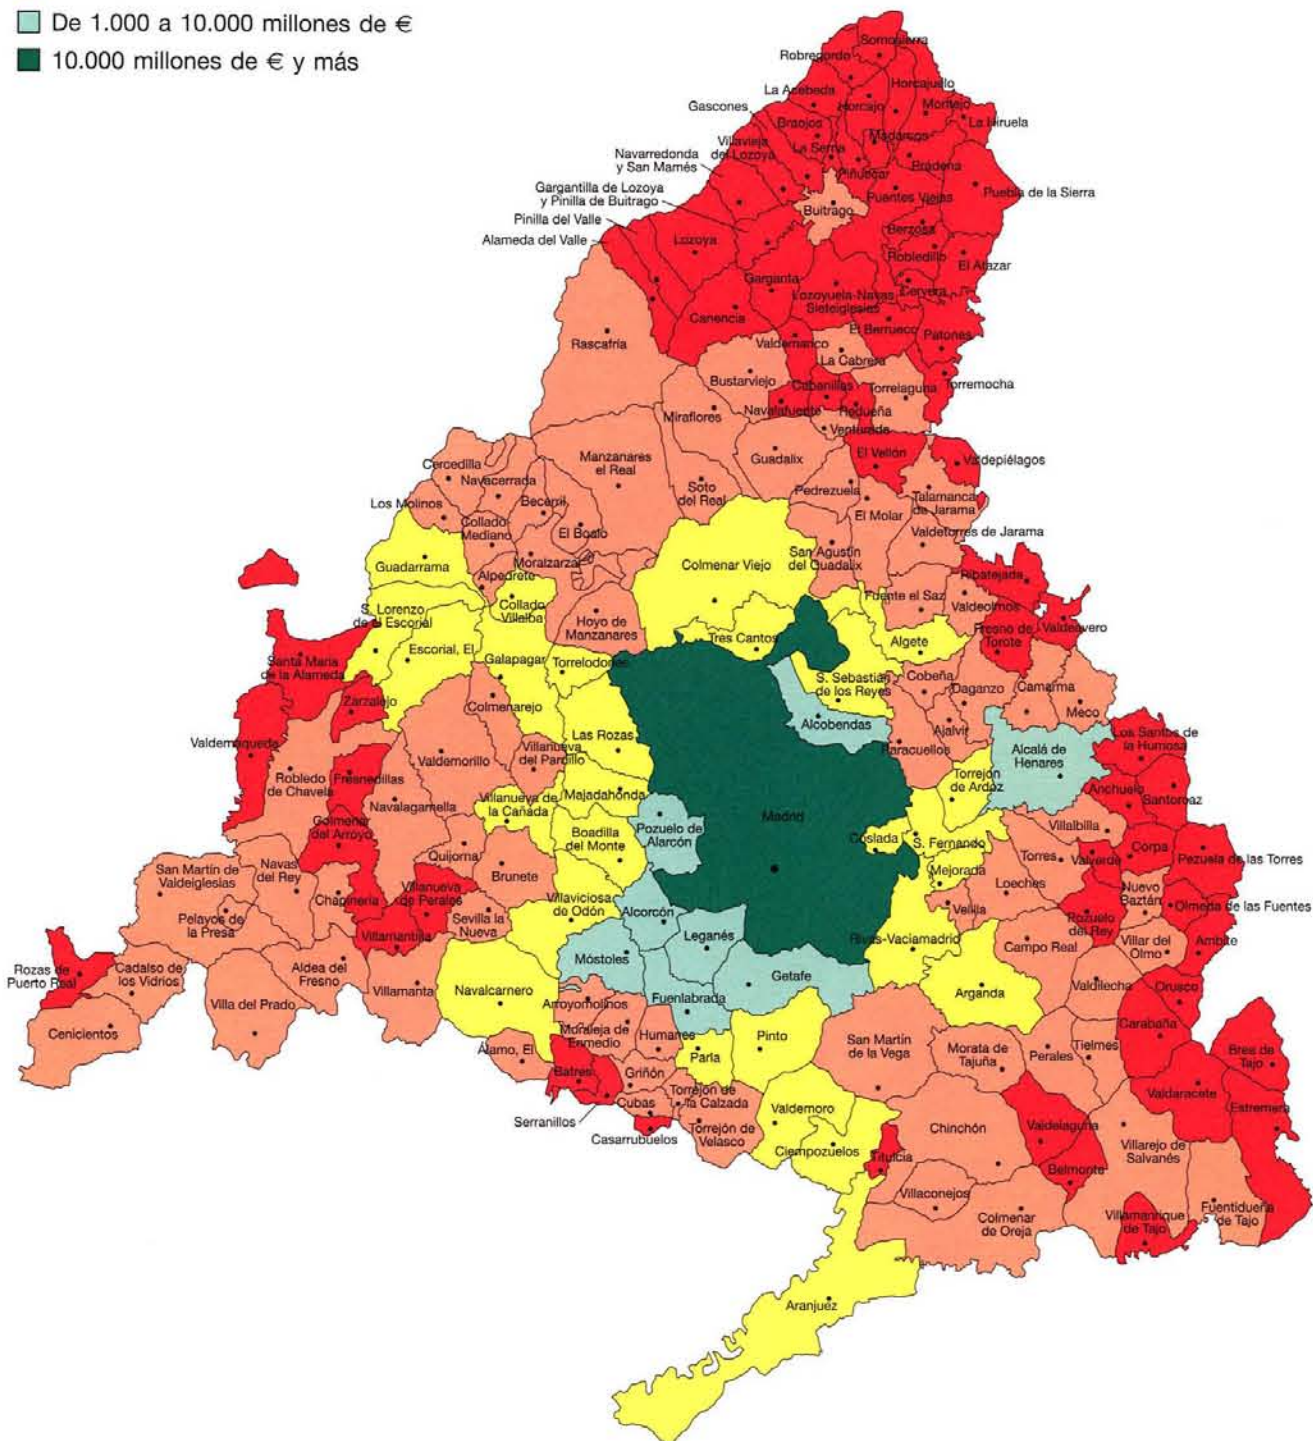 De 1.000 a 10.000 millones de €
10.000 millones de € y más
Somosierra
Robregordo
Horcajuelo
La Acebeda
Horcajo
Montejo
Gascones
Braojos
La Hiruela
Madarcos
Villavieja
del Lozoya
La Serna
Prádena
Navarredonda
y San Mamés
Piñuecar
Puebla de la Sierra
Gargantilla de Lozoya
y Pinilla de Buitrago
Puentes Viejas
Buitrago
Pinilla del Valle
Berzosa
Alameda del Valle
Lozoya
Robledillo
El Atazar
Garganta
Cervera
Lozoyuela-Navas
Sieteiglesias
Canencia
El Berrueco
Patones
Rascafría
Valdemanco
La Cabrera
Bustarviejo
Torremocha
Cabanillas
Torrelaguna
Navalafuente
Redueña
Miraflores
Venturada
Guadalix
El Vellón
Manzanares
el Real
Valdepiélagos
Cercedilla
Navacerrada
Soto
del Real
Pedrezuela
Talamanca
de Jarama
Los Molinos
Becerril
El Molar
Collado-
Mediano
El Boalo
Valdetorres de Jarama
San Agustín
del Guadalix
Moralzarzal
Guadarrama
Colmenar Viejo
Ribatejada
Alpedrete
Fuente el Saz
Valdeolmos
Collado
Villalba
S. Lorenzo
de el Escorial
Hoyo de
Manzanares
Fresno de
Torote
Valdeavero
Tres Cantos
Algete
Escorial, El
Galapagar
Torrelodones
Santa María
de la Alameda
S. Sebastián
de los Reyes
Cobeña
Daganzo
Camarma
Colmenarejo
Zarzalejo
Meco
Alcobendas
Ajalvir
Las Rozas
Paracuellos
Los Santos de
la Humosa
Valdemaqueda
Alcalá de
Henares
Villanueva
del Pardillo
Valdemorillo
Robledo
de Chavela
Fresnedillas
Torrejón
de Ardoz
Anchuelo
Santorcaz
Majadahonda
Navalagamella
Villanueva de
la Cañada
Madrid
Colmenar
del Arroyo
Villalbilla
Boadilla
del Monte
Pozuelo de
Alarcón
Coslada
S. Fernando
Corpa
Quijorna
Torres
Valverde
Pezuela de las Torres
Navas
del Rey
San Martín de
Valdeiglesias
Brunete
Mejorada
Villanueva
de Perales
Loeches
Nuevo
Baztán
Chapinería
Villaviciosa
de Odón
Velilla
Olmeda de las Fuentes
Alcorcón
Pelayos de
la Presa
Sevilla la
Nueva
Pozuelo
del Rey
Villamantilla
Leganés
Rivas-Vaciamadrid
Campo Real
Villar del
Olmo
Ambite
Móstoles
Rozas de
Puerto Real
Cadalso de
los Vidrios
Aldea del
Fresno
Getafe
Valdilecha
Villamanta
Navalcarnero
Arganda
Orusco
Fuenlabrada
Villa del Prado
Arroyomolinos
Carabaña
Cenicientos
Moraleja de
Enmedio
Humanes
Pinto
San Martín
de la Vega
Morata de
Tajuña
Perales
Tielmes
Álamo, El
Parla
Brea de
Tajo
Batres
Griñón
Torrejón de
la Calzada
Valdaracete
Cubas
Valdemoro
Estremera
Serranillos
Torrejón de
Velasco
Chinchón
Valdelaguna
Casarrubuelos
Villarejo de
Salvanés
Ciempozuelos
Titulcia
Belmonte
Villaconejos
Colmenar
de Oreja
Villamanrique
de Tajo
Fuentidueña
de Tajo
Aranjuez